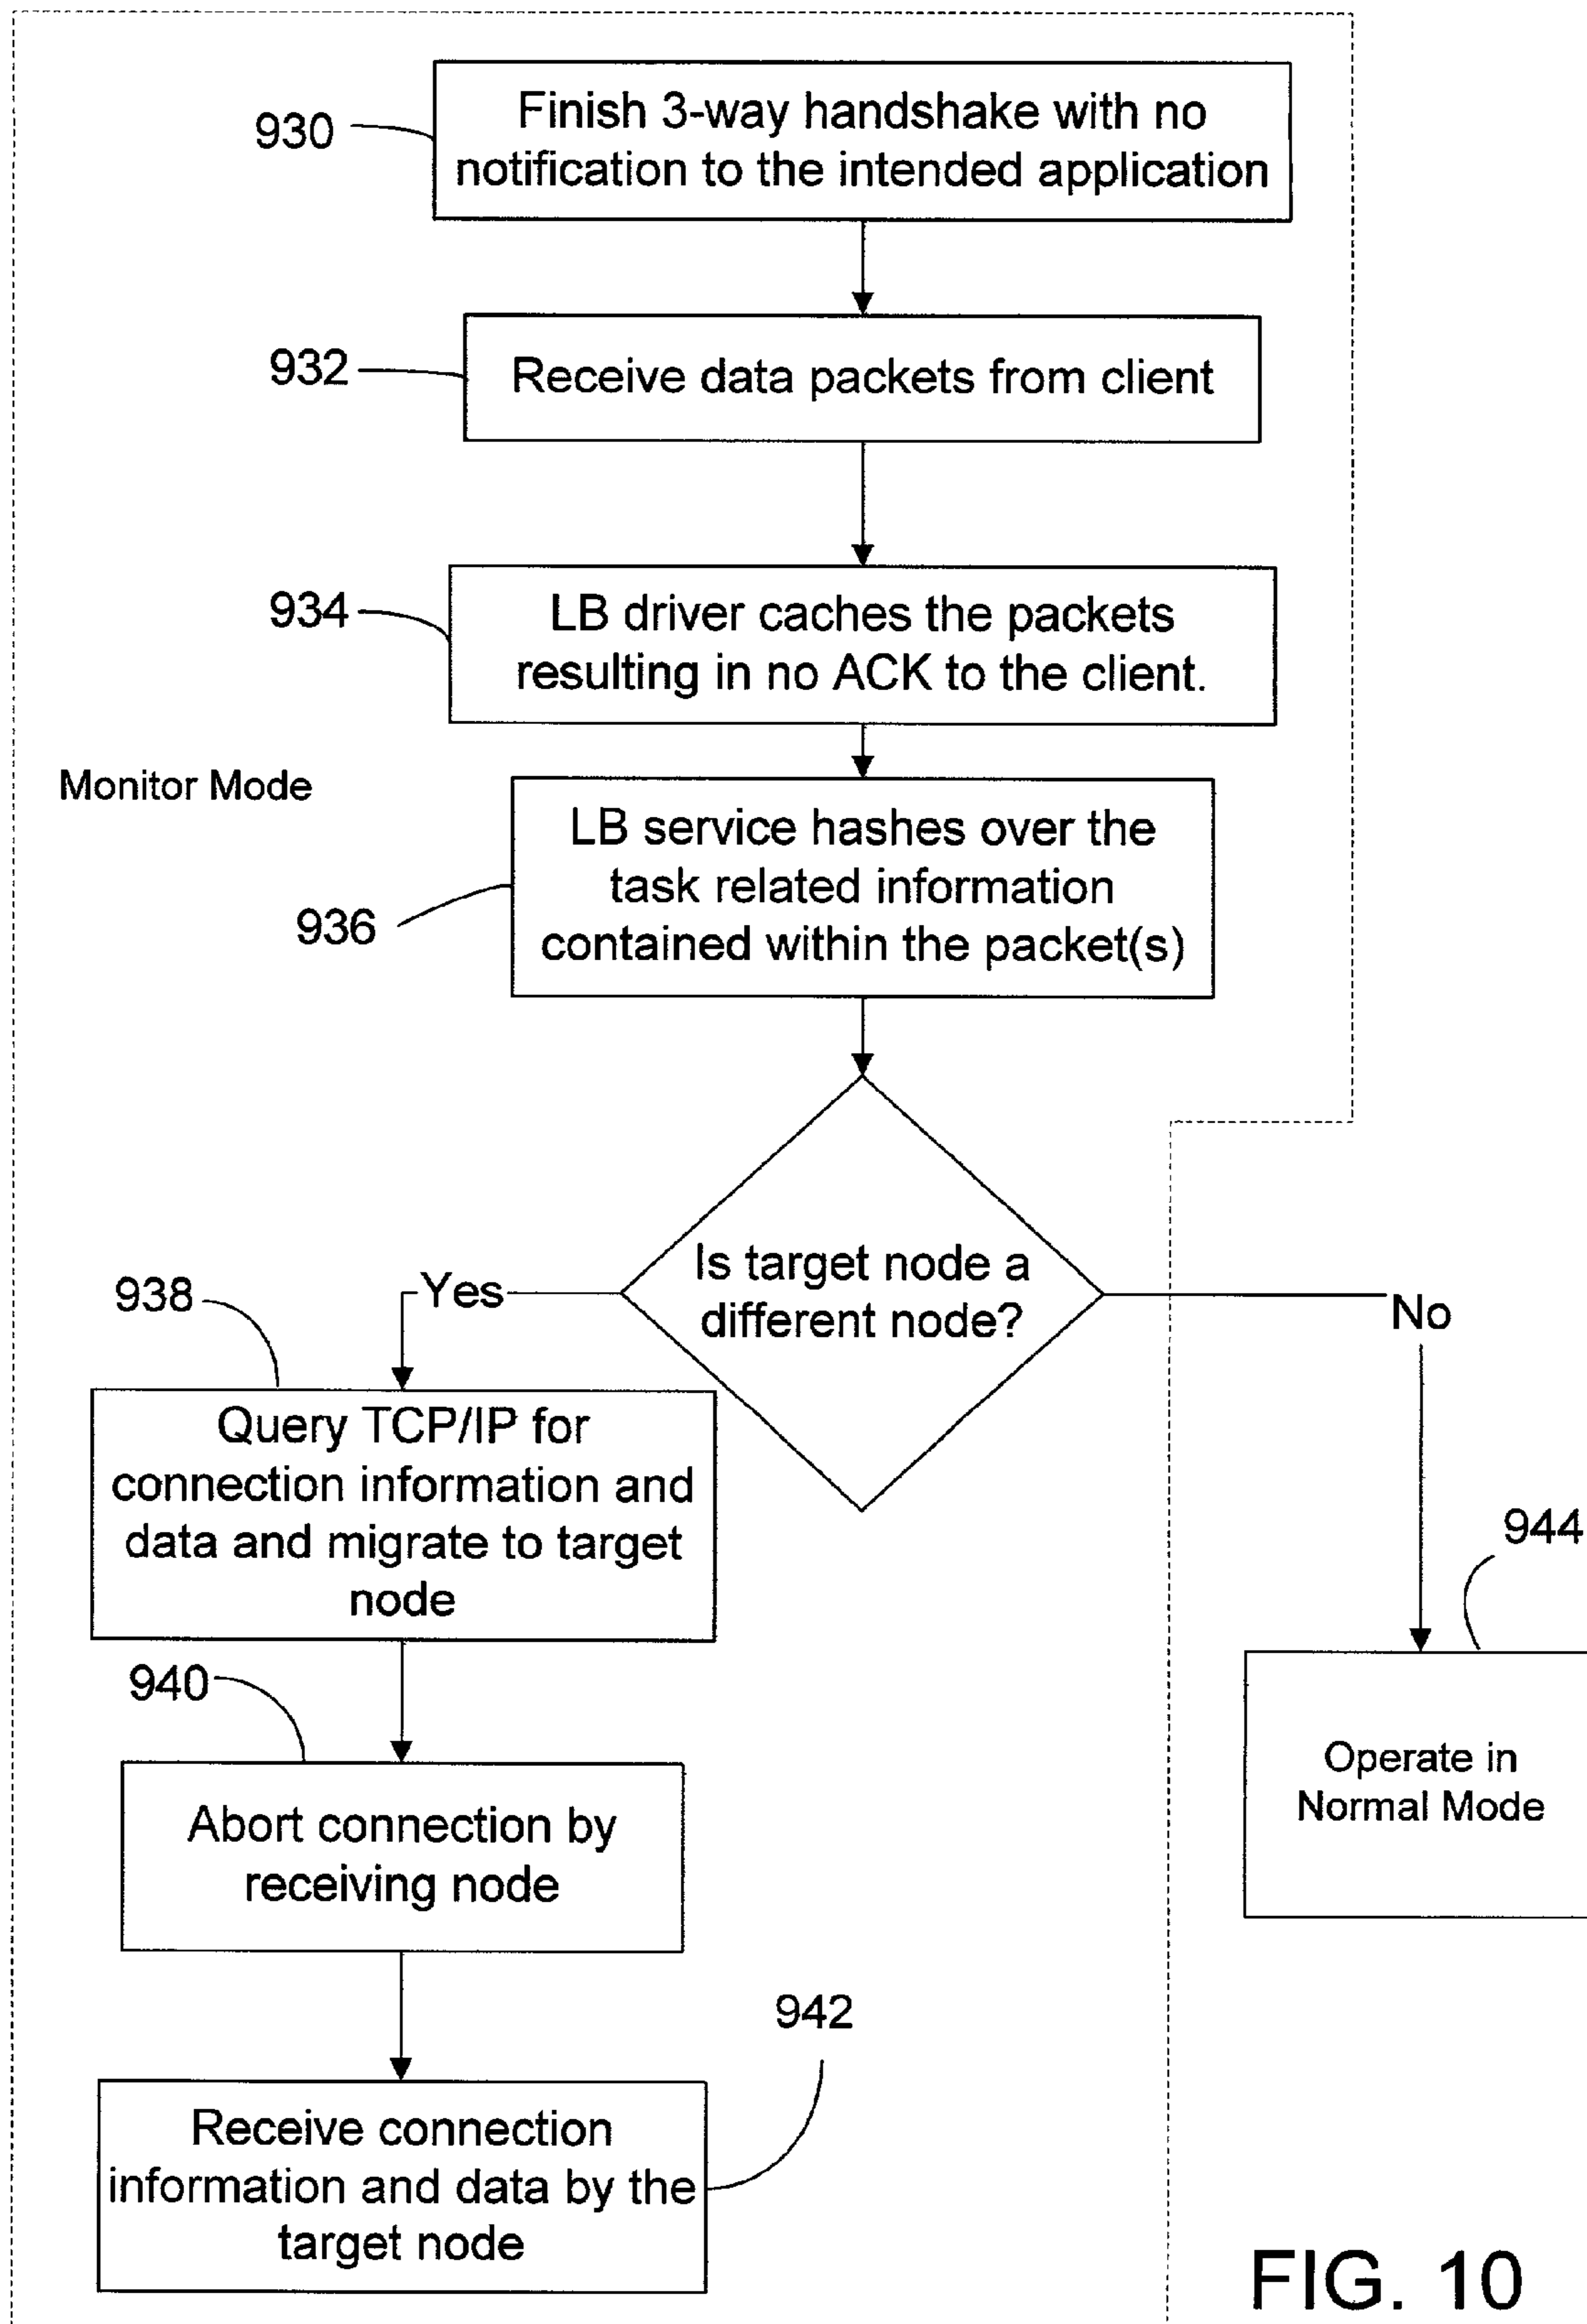 930
Finish 3-way handshake with no
notification to the intended application
932
Receive data packets from client
934
LB driver caches the packets
resulting in no ACK to the client.
Monitor Mode
936
LB service hashes over the
task related information
contained within the packet(s)
Is target node a
different node?
Yes
No
938
Query TCP/IP for
connection information and
data and migrate to target
node
944
Operate in
Normal Mode
940
Abort connection by
receiving node
942
Receive connection
information and data by the
target node
FIG. 10